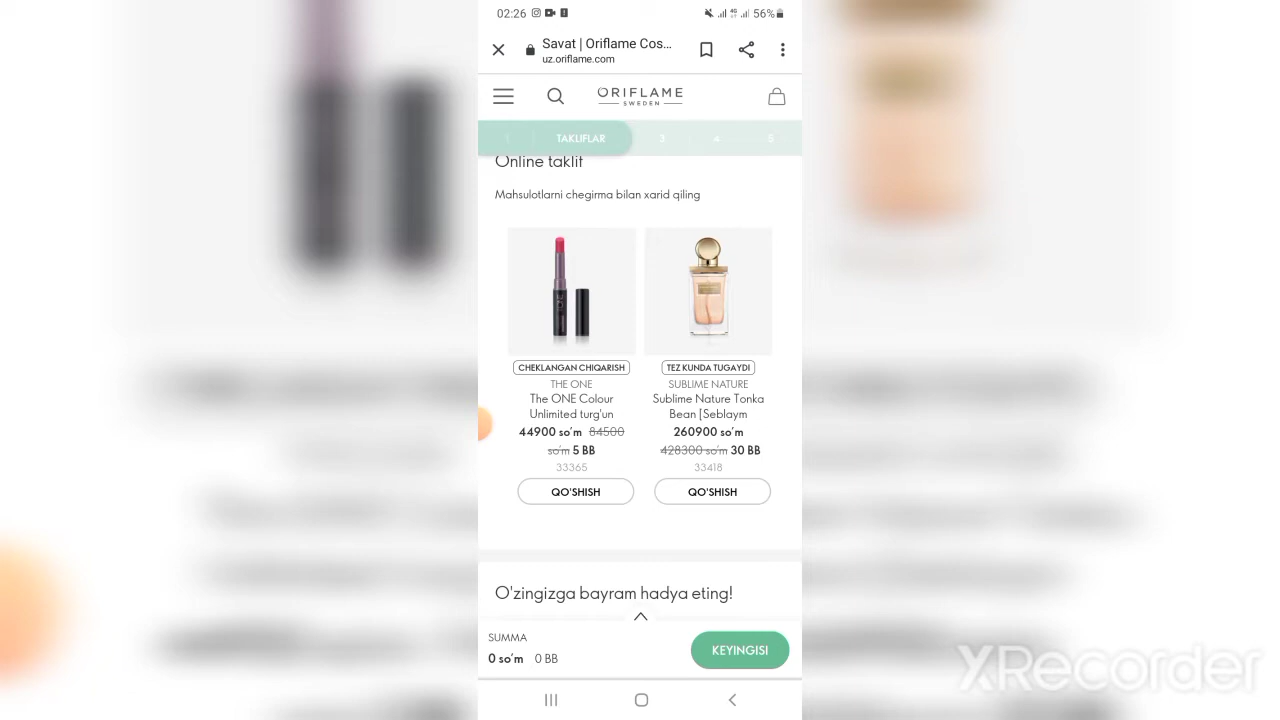 02:26
56%
Savat | Oriflame Cos...
uz.oriflame.com
ORIFLAME
SWEDEN
TAKLIFLAR 3 4 5
Online taklif
Mahsulotlarni chegirma bilan xarid qiling
CHEKLANGAN CHIQARISH
THE ONE
The ONE Colour
Unlimited turg'un
44900 so'm 84500
so'm 5 BB
33365
QO'SHISH
TEZ KUNDA TUGAYDI
SUBLIME NATURE
Sublime Nature Tonka
Bean [Seblaym
260900 so'm
428300 so'm 30 BB
33418
QO'SHISH
O'zingizga bayram hadya eting!
SUMMA
0 so'm 0 BB
KEYINGISI
XRecorder